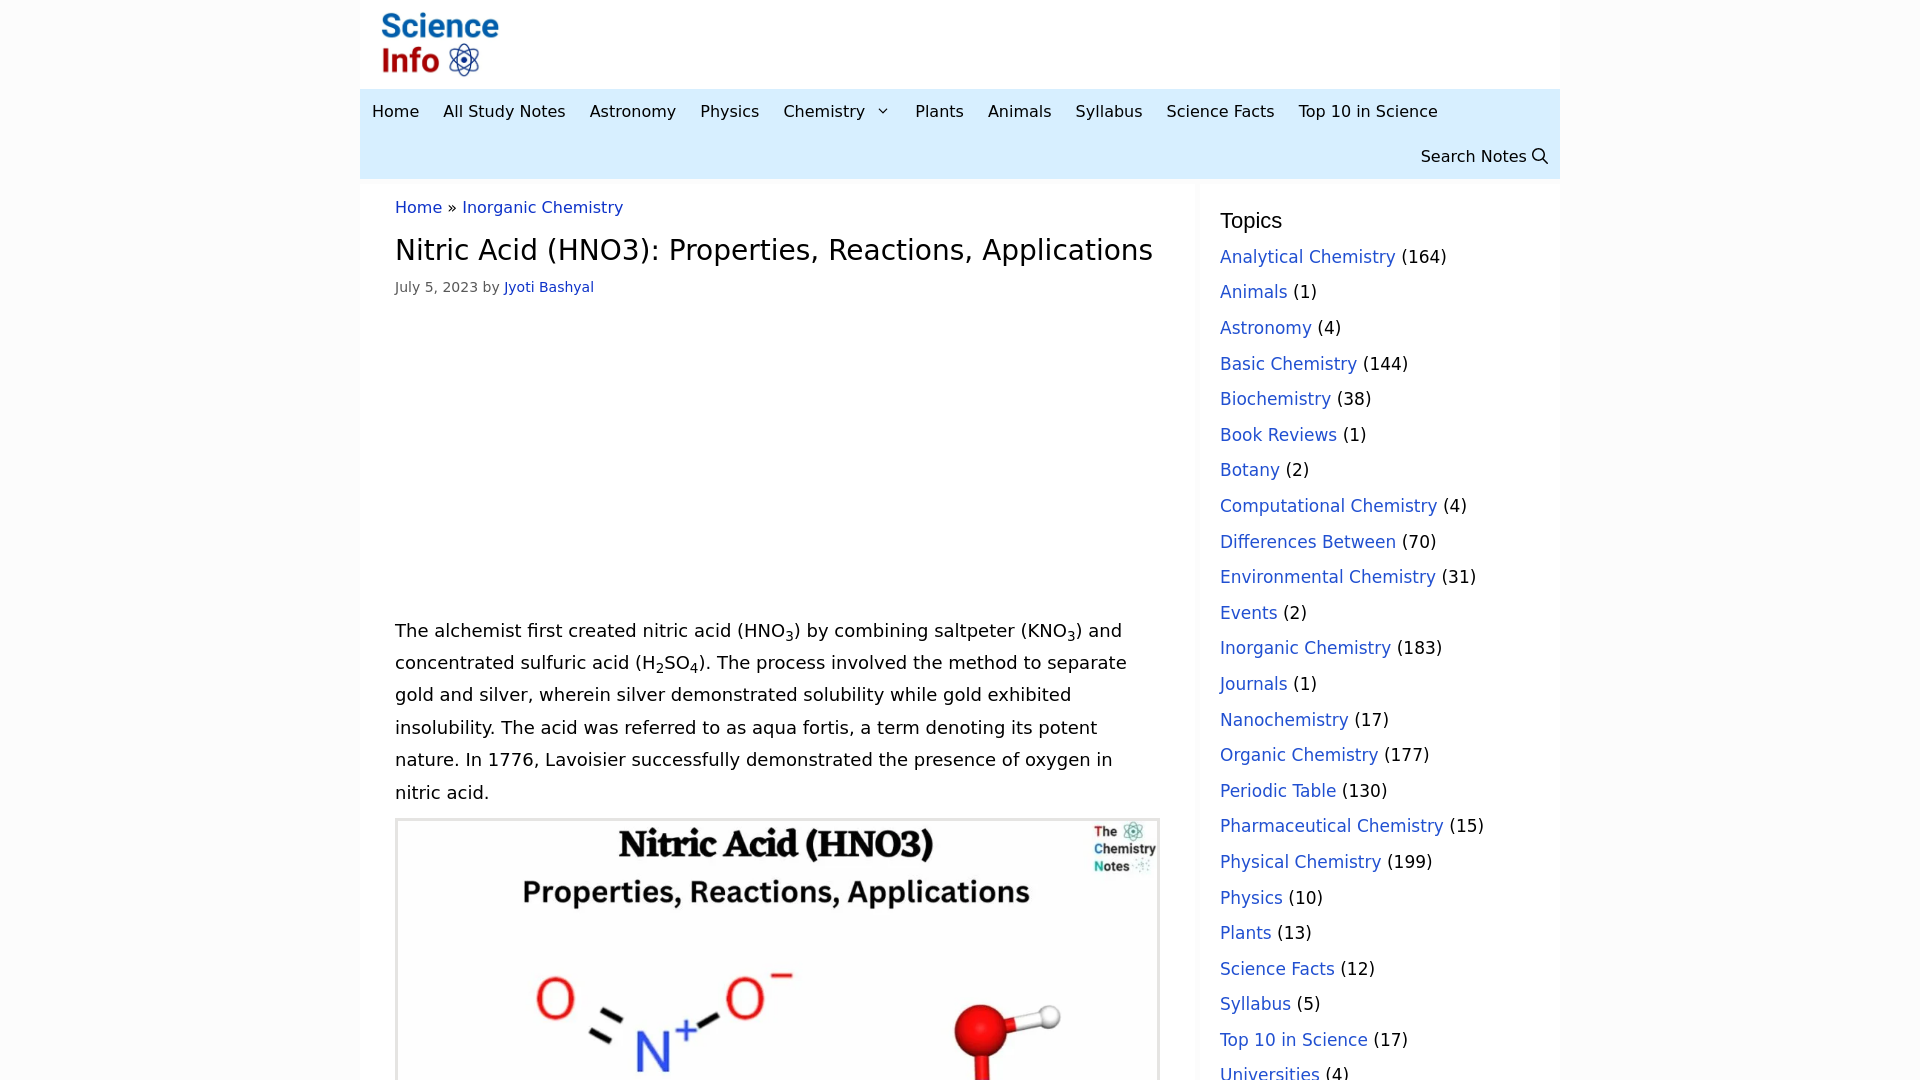 Science
Info
Home All Study Notes Astronomy Physics Chemistry Plants Animals Syllabus Science Facts Top 10 in Science
Search Notes
Home » Inorganic Chemistry
Nitric Acid (HNO3): Properties, Reactions, Applications
July 5, 2023 by Jyoti Bashyal
The alchemist first created nitric acid (HNO₃) by combining saltpeter (KNO₃) and
concentrated sulfuric acid (H₂SO₄). The process involved the method to separate
gold and silver, wherein silver demonstrated solubility while gold exhibited
insolubility. The acid was referred to as aqua fortis, a term denoting its potent
nature. In 1776, Lavoisier successfully demonstrated the presence of oxygen in
nitric acid.
Nitric Acid (HNO3)
Properties, Reactions, Applications
The
Chemistry
Notes
O
O⁻
N⁺
Topics
Analytical Chemistry (164)
Animals (1)
Astronomy (4)
Basic Chemistry (144)
Biochemistry (38)
Book Reviews (1)
Botany (2)
Computational Chemistry (4)
Differences Between (70)
Environmental Chemistry (31)
Events (2)
Inorganic Chemistry (183)
Journals (1)
Nanochemistry (17)
Organic Chemistry (177)
Periodic Table (130)
Pharmaceutical Chemistry (15)
Physical Chemistry (199)
Physics (10)
Plants (13)
Science Facts (12)
Syllabus (5)
Top 10 in Science (17)
Universities (4)